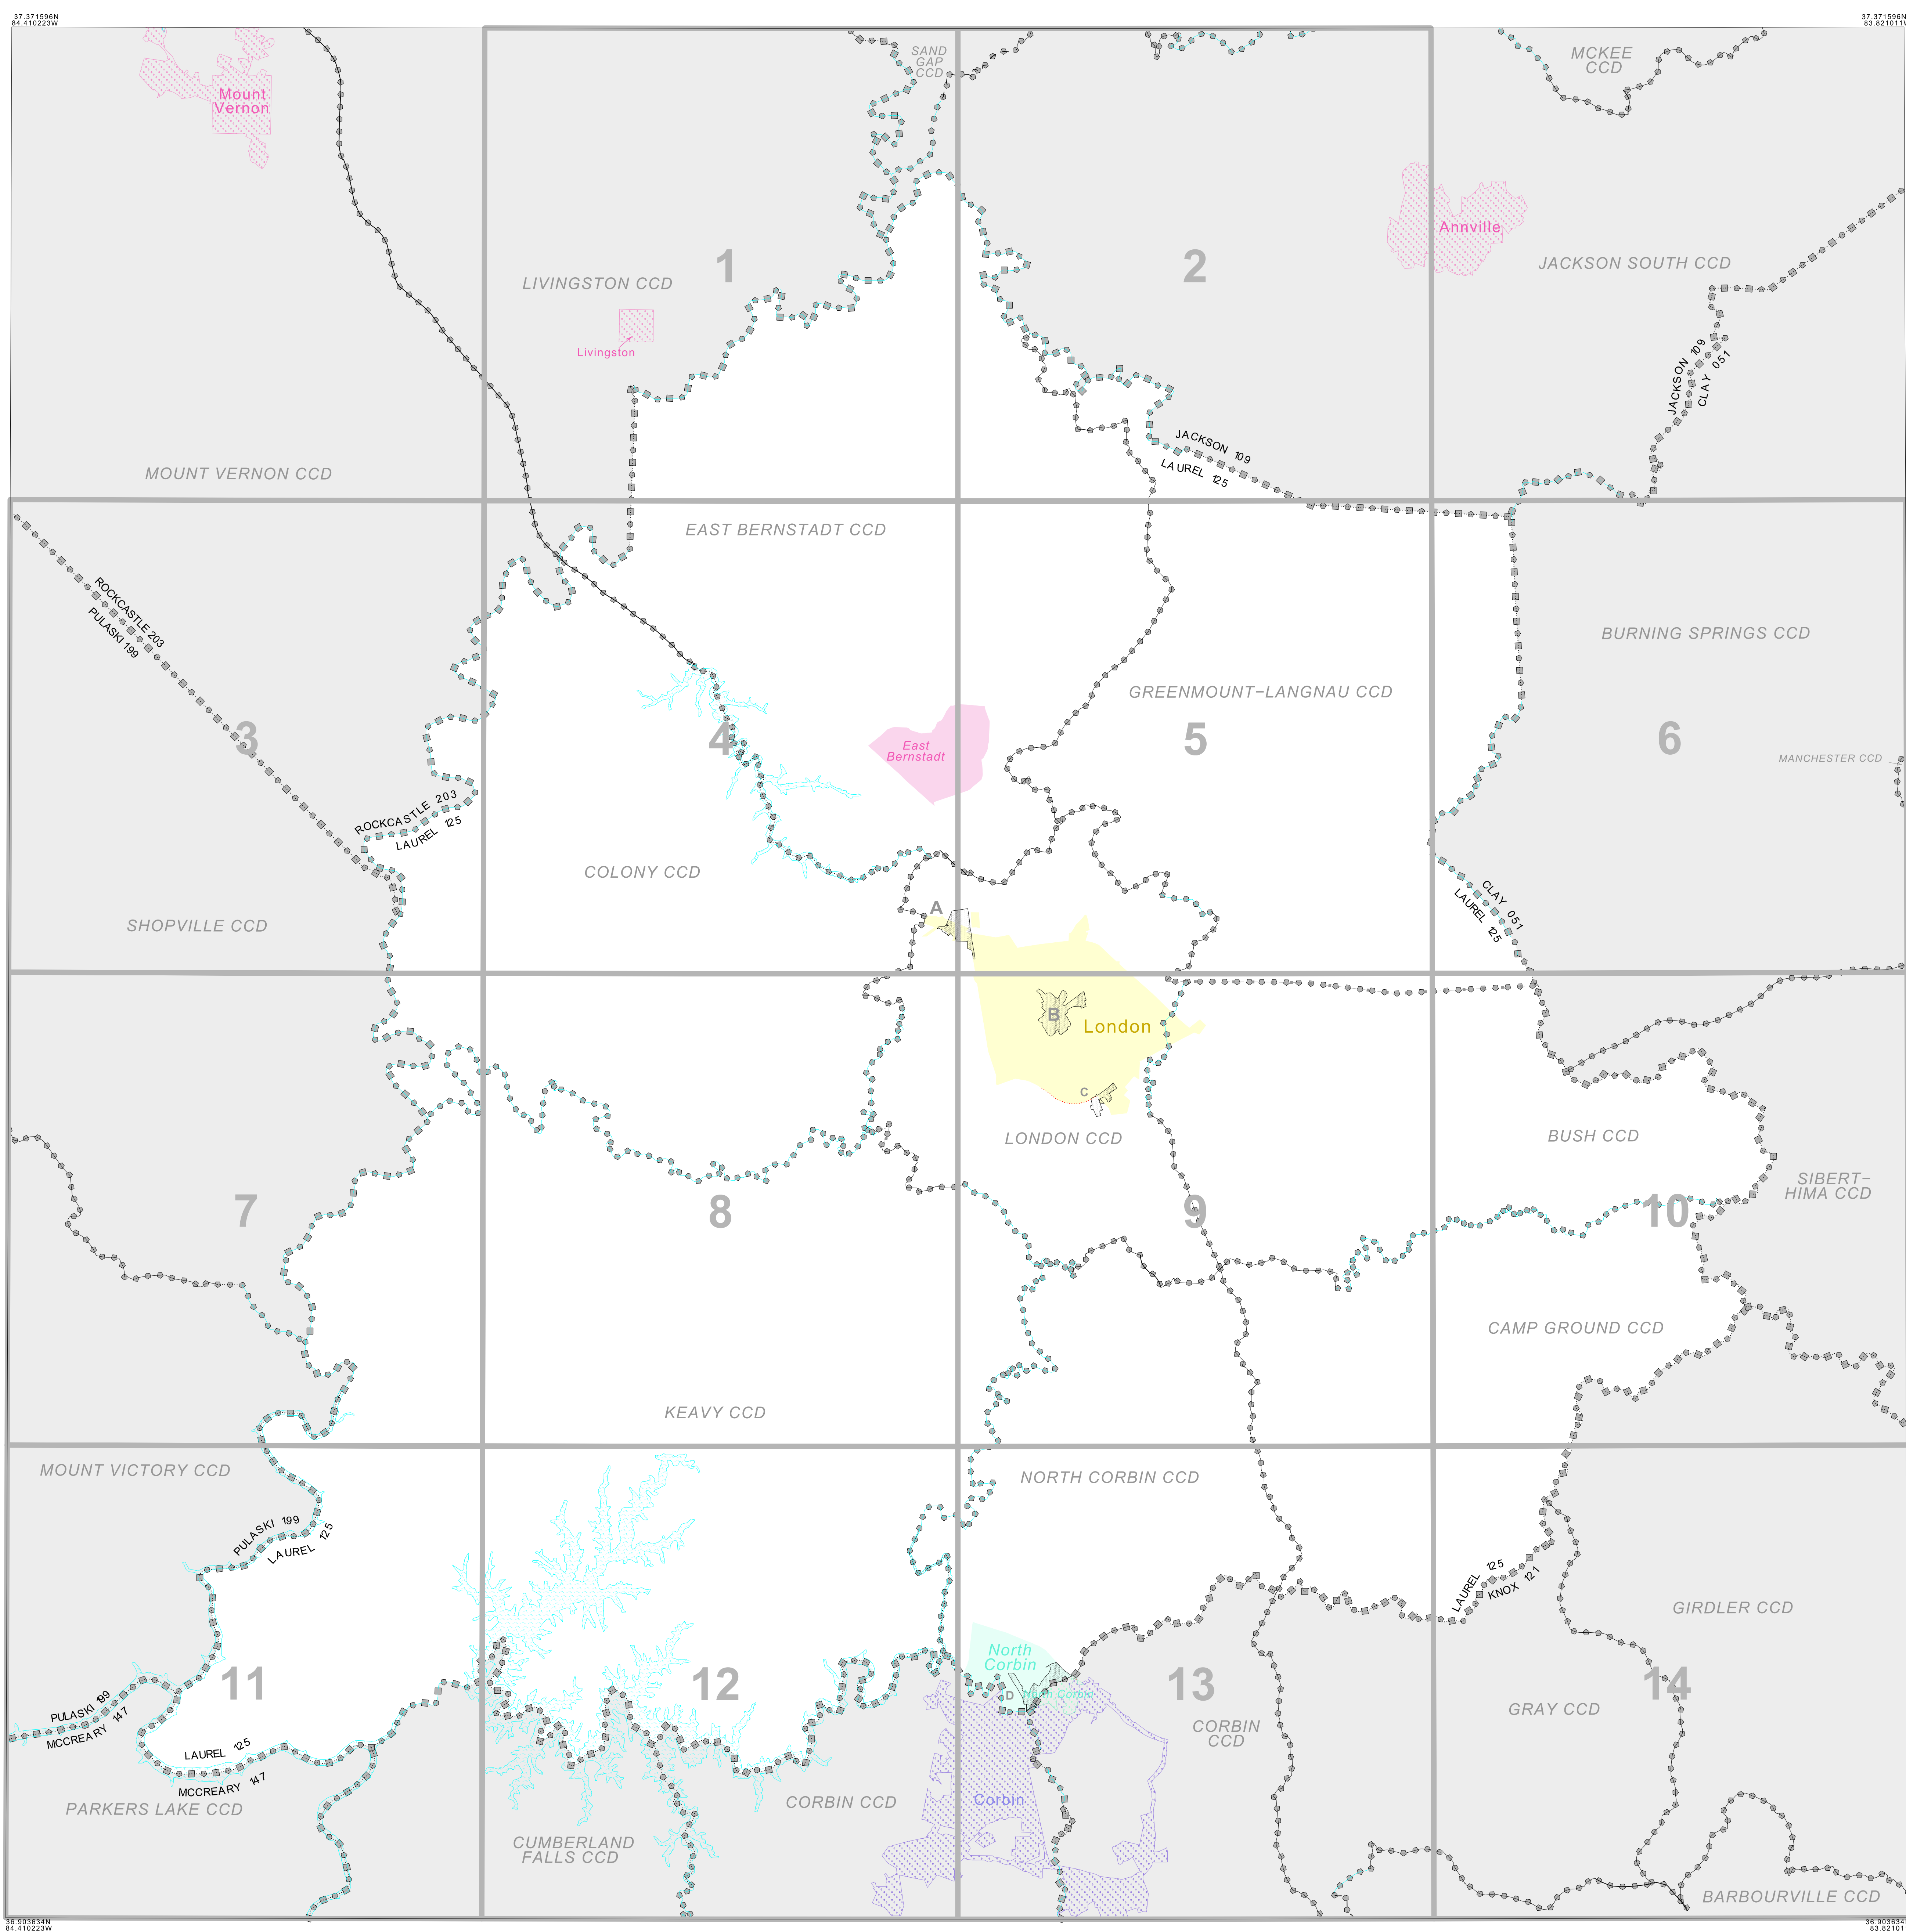 37.371596N
84.410223W
37.371596N
83.821011W
SAND
GAP
CCD
MCKEE
CCD
Mount
Vernon
Annville
1
2
JACKSON SOUTH CCD
LIVINGSTON CCD
Livingston
JACKSON 109
CLAY 051
JACKSON 109
LAUREL 125
MOUNT VERNON CCD
EAST BERNSTADT CCD
ROCKCASTLE 203
PULASKI 199
BURNING SPRINGS CCD
GREENMOUNT-LANGNAU CCD
3
4
East
Bernstadt
5
6
MANCHESTER CCD
ROCKCASTLE 203
LAUREL 125
COLONY CCD
CLAY 051
LAUREL 125
A
SHOPVILLE CCD
B
London
C
LONDON CCD
BUSH CCD
SIBERT-
HIMA CCD
7
8
9
10
CAMP GROUND CCD
KEAVY CCD
MOUNT VICTORY CCD
NORTH CORBIN CCD
PULASKI 199
LAUREL 125
LAUREL 125
KNOX 121
GIRDLER CCD
North
Corbin
11
12
D
North Corbin
13
14
PULASKI 199
MCCREARY 147
GRAY CCD
CORBIN
CCD
LAUREL 125
MCCREARY 147
PARKERS LAKE CCD
CORBIN CCD
Corbin
CUMBERLAND
FALLS CCD
BARBOURVILLE CCD
36.903634N
84.410223W
36.903634
83.82101